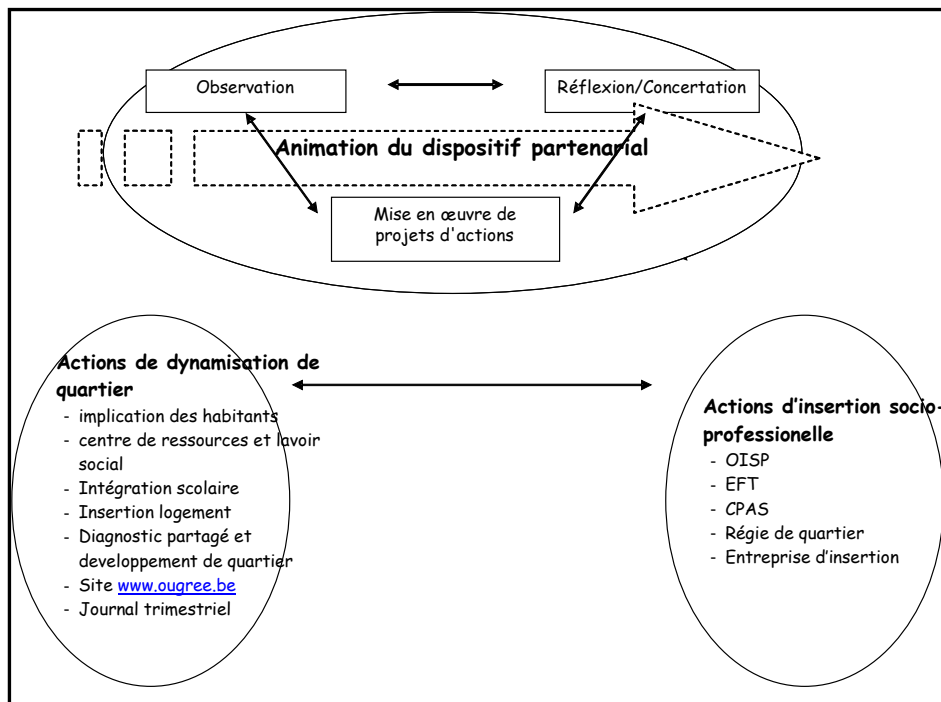 Observation
Réflexion/Concertation
Animation du dispositif partenarial
Mise en œuvre de
projets d'actions
Actions de dynamisation de
quartier
- implication des habitants
- centre de ressources et lavoir
social
- Intégration scolaire
- Insertion logement
- Diagnostic partagé et
developpement de quartier
- Site www.ougree.be
- Journal trimestriel
Actions d'insertion socio-
professionelle
- OISP
- EFT
- CPAS
- Régie de quartier
- Entreprise d'insertion